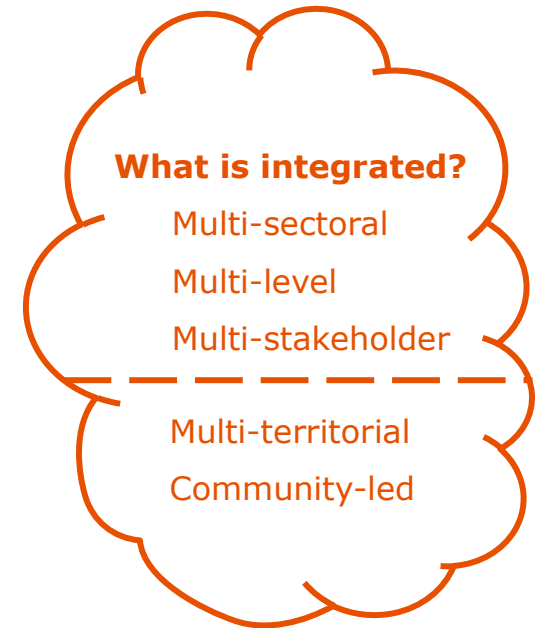 What is integrated?
Multi-sectoral
Multi-level
Multi-stakeholder
Multi-territorial
Community-led